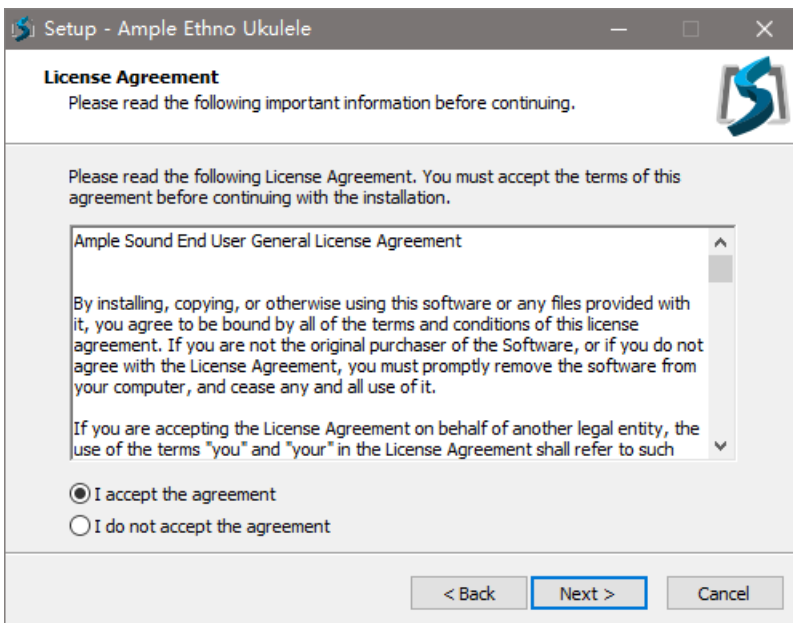 Setup - Ample Ethno Ukulele
License Agreement
Please read the following important information before continuing.
Please read the following License Agreement. You must accept the terms of this
agreement before continuing with the installation.
Ample Sound End User General License Agreement
By installing, copying, or otherwise using this software or any files provided with
it, you agree to be bound by all of the terms and conditions of this license
agreement. If you are not the original purchaser of the Software, or if you do not
agree with the License Agreement, you must promptly remove the software from
your computer, and cease any and all use of it.
If you are accepting the License Agreement on behalf of another legal entity, the
use of the terms "you" and "your" in the License Agreement shall refer to such
I accept the agreement
I do not accept the agreement
< Back Next > Cancel